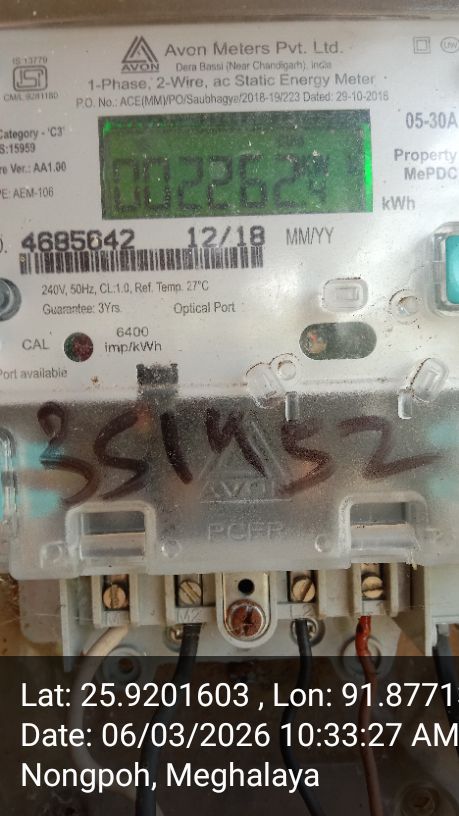 IS:13779
Avon Meters Pvt. Ltd.
AVON
Dera Bassi (Near Chandigarh), India
1-Phase, 2-Wire, ac Static Energy Meter
P.O. No.: ACE(MM)/PO/Saubhagya/2018-19/223 Dated: 29-10-2018
Category - 'C3'
05-30A
S:15959
Property
re Ver.: AA1.00
MePDC
PE: AEM-106
kWh
4685642 12/18 MM/YY
240V, 50Hz, CL:1.0, Ref. Temp. 27°C
Guarantee: 3Yrs. Optical Port
CAL
6400
imp/kWh
Port available
AVON
Lat: 25.9201603 , Lon: 91.8771
Date: 06/03/2026 10:33:27 AM
Nongpoh, Meghalaya